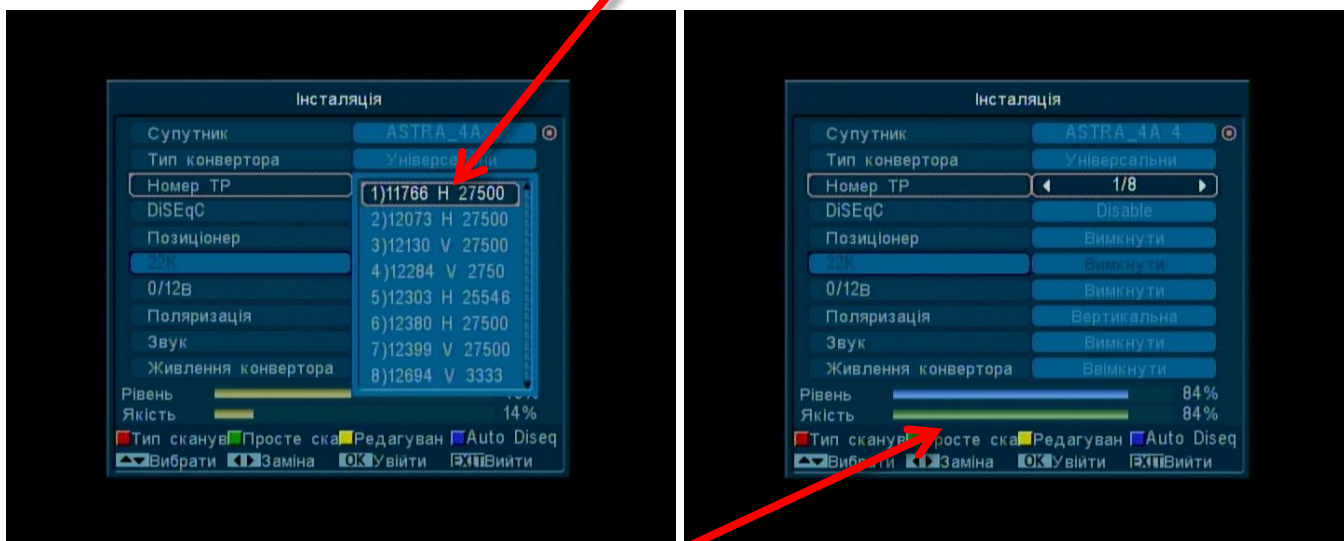 Інсталяція
Супутник ASTRA_4A
Тип конвертора
Номер ТР
1)11766 H 27500
DiSEqC
2)12073 H 27500
Позиціонер
3)12130 V 27500
22K
4)12284 V 2750
0/12В
5)12303 H 25546
Поляризація
6)12380 H 27500
Звук
7)12399 V 27500
Живлення конвертора
8)12694 V 3333
Рівень
Якість 14%
Тип сканув Просте ска Редагуван Auto Diseq
Вибрати Заміна OK Увійти EXIT Вийти
Інсталяція
Супутник ASTRA_4A 4
Тип конвертора Універсальни
Номер ТР 1/8
DiSEqC Disable
Позиціонер Вимкнути
22K Вимкнути
0/12В Вимкнути
Поляризація Вертикальна
Звук Вимкнути
Живлення конвертора Ввімкнути
Рівень 84%
Якість 84%
Тип сканув росте ска Редагуван Auto Diseq
Вибрати Заміна OK Увійти EXIT Вийти